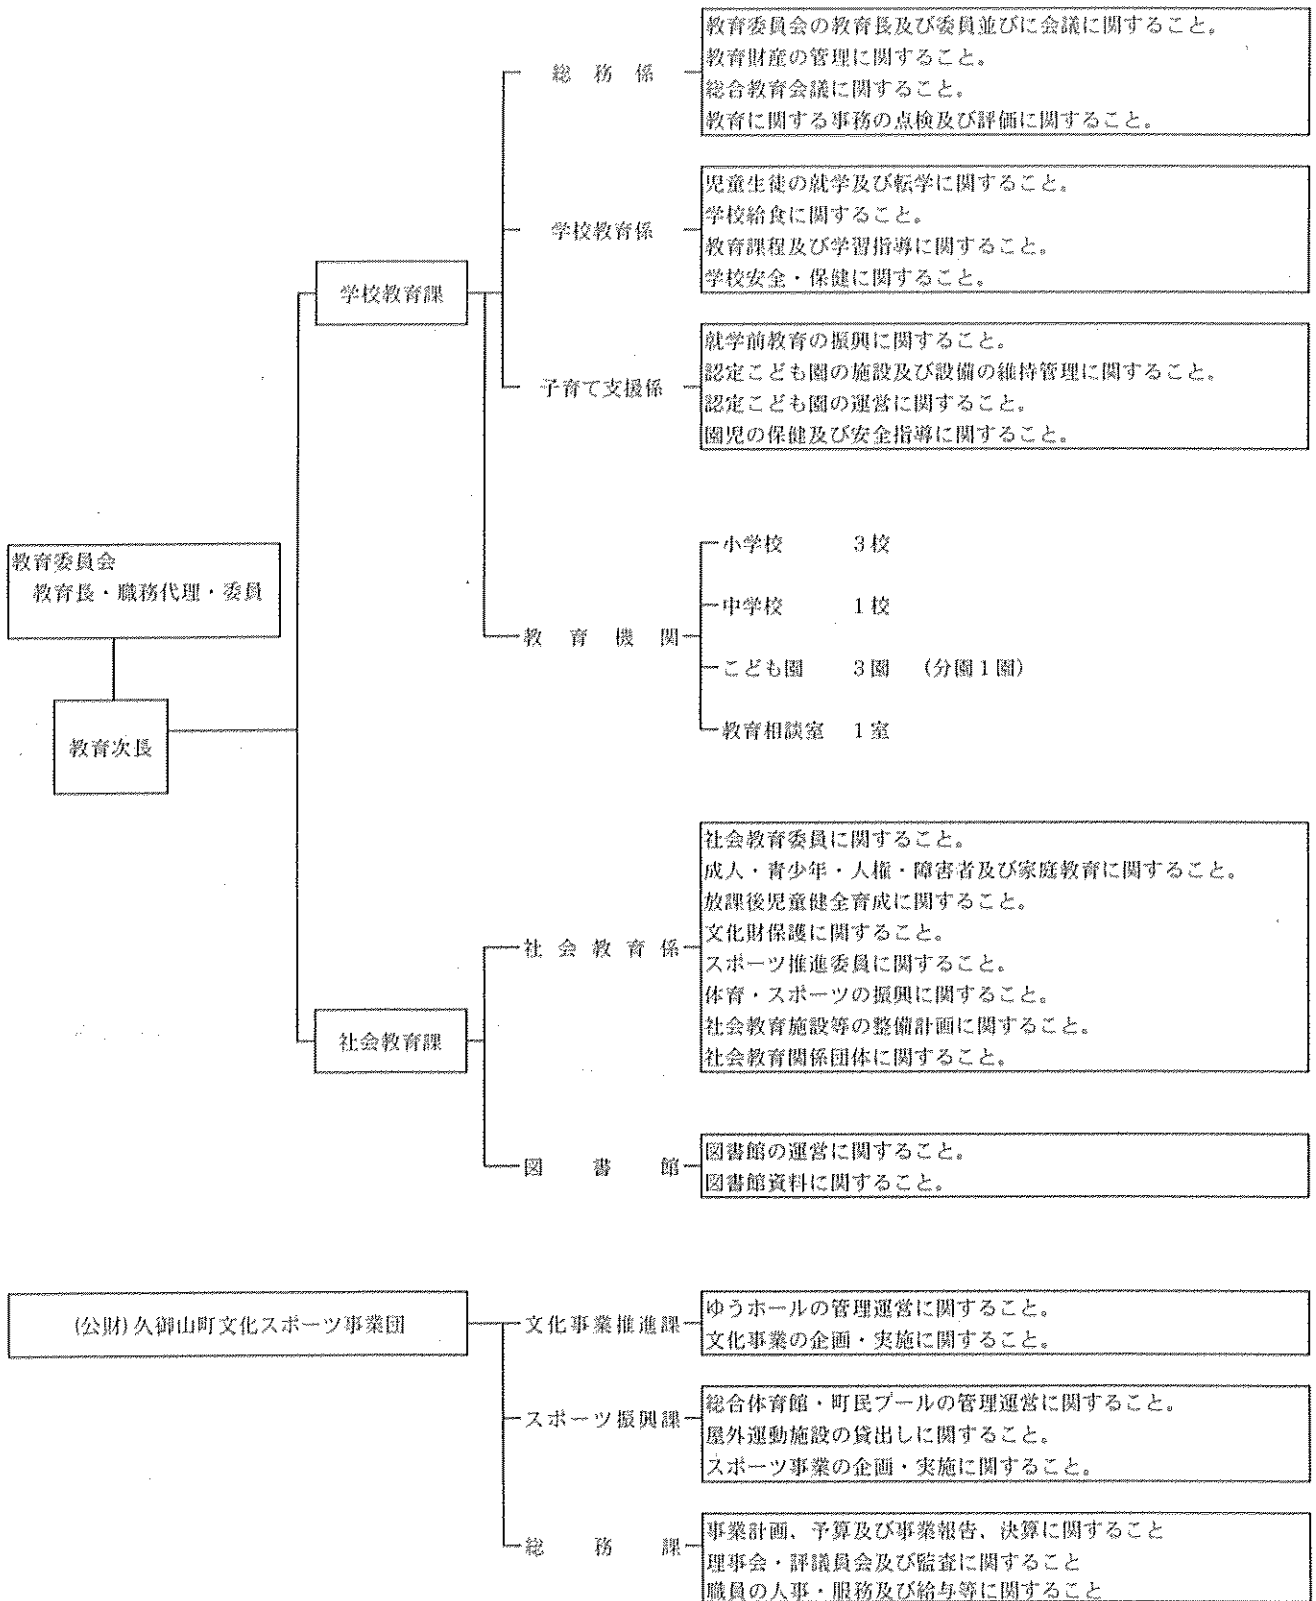 総務係
教育委員会の教育長及び委員並びに会議に関すること。
教育財産の管理に関すること。
総合教育会議に関すること。
教育に関する事務の点検及び評価に関すること。
学校教育係
児童生徒の就学及び転学に関すること。
学校給食に関すること。
教育課程及び学習指導に関すること。
学校安全・保健に関すること。
学校教育課
子育て支援係
就学前教育の振興に関すること。
認定こども園の施設及び設備の維持管理に関すること。
認定こども園の運営に関すること。
園児の保健及び安全指導に関すること。
教育委員会
教育長・職務代理・委員
教育次長
教育機関
小学校 3校
中学校 1校
こども園 3園 (分園1園)
教育相談室 1室
社会教育課
社会教育係
社会教育委員に関すること。
成人・青少年・人権・障害者及び家庭教育に関すること。
放課後児童健全育成に関すること。
文化財保護に関すること。
スポーツ推進委員に関すること。
体育・スポーツの振興に関すること。
社会教育施設等の整備計画に関すること。
社会教育関係団体に関すること。
図書館
図書館の運営に関すること。
図書館資料に関すること。
(公財)久御山町文化スポーツ事業団
文化事業推進課
ゆうホールの管理運営に関すること。
文化事業の企画・実施に関すること。
スポーツ振興課
総合体育館・町民プールの管理運営に関すること。
屋外運動施設の貸出しに関すること。
スポーツ事業の企画・実施に関すること。
総務課
事業計画、予算及び事業報告、決算に関すること
理事会・評議員会及び監査に関すること
職員の人事・服務及び給与等に関すること